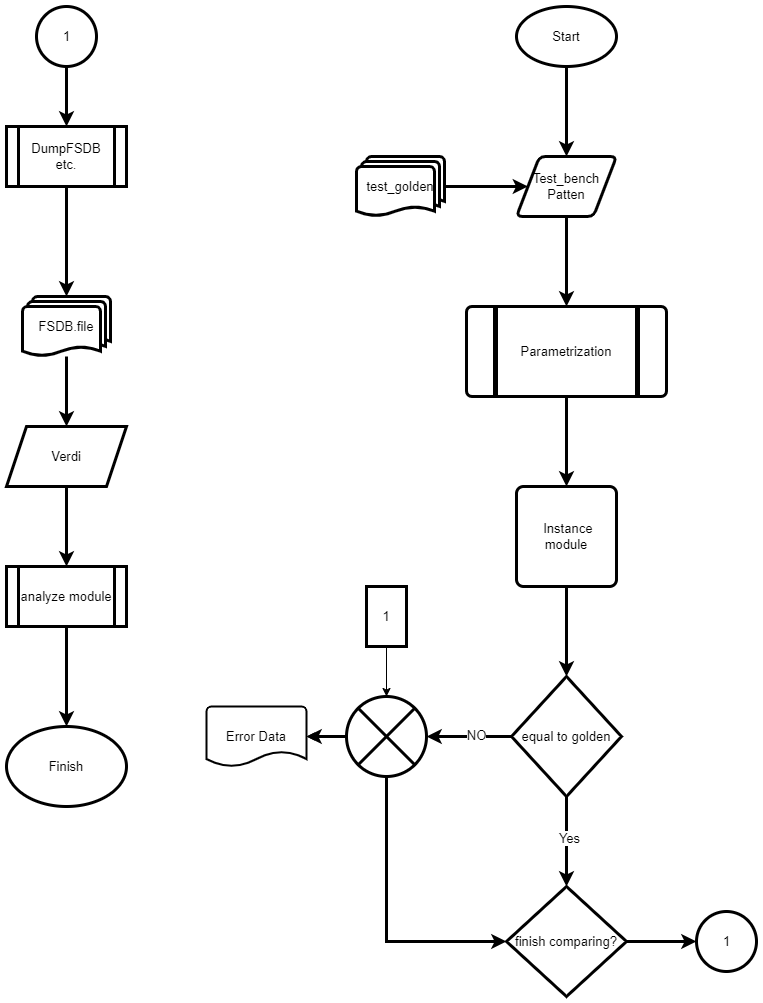 1
Start
DumpFSDB
etc.
test_golden
Test_bench
Patten
FSDB.file
Parametrization
Verdi
Instance
module
analyze module
1
Error Data
NO
equal to golden
Finish
Yes
finish comparing?
1